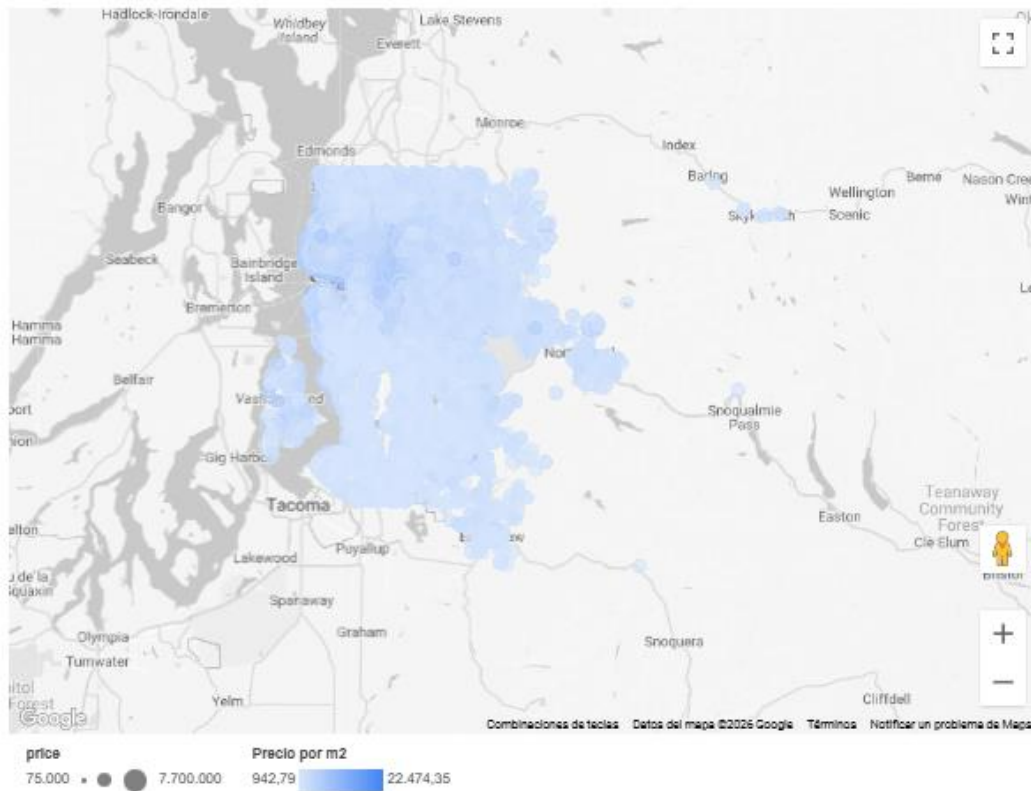 Hadlock-Irondale
Whidbey
Island
Lake Stevens
Everett
Monroe
Edmonds
Index
Baring
Berne
Nason Cree
Wellington
Scenic
Bangor
Seabeck
Bainbridge
Island
Bremerton
Hamma
Hamma
Belfair
Snoqualmie
Pass
Gig Harbo
Tacoma
Teanaway
Community
Forest
Easton
Cle Elum
Lakewood
Puyallup
Spanaway
Olympia
Tumwater
Graham
Snoquera
Yelm
Cliffdell
Google
Combinaciones de teclas Datos del mapa ©2026 Google Términos Notificar un problema de Maps
price Precio por m2
75.000 7.700.000 942,79 22.474,35